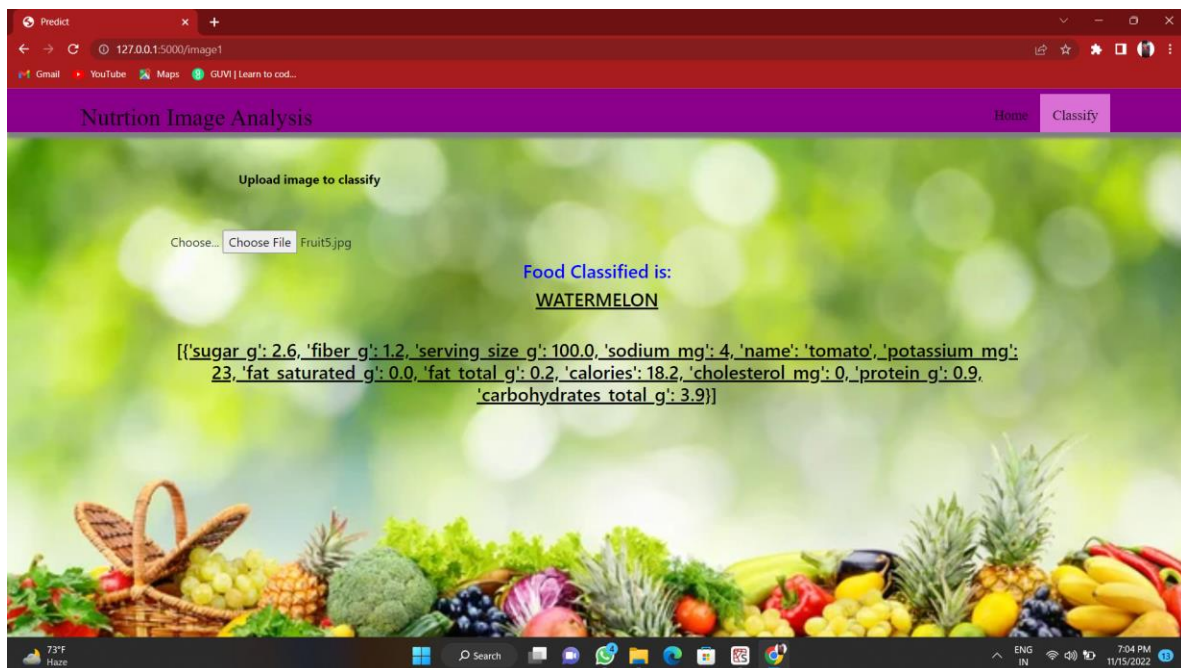 Predict
127.0.0.1:5000/image1
Gmail YouTube Maps GUVI | Learn to cod...
Nutrtion Image Analysis
Home Classify
Upload image to classify
Choose... Choose File Fruit5.jpg
Food Classified is:
WATERMELON
[{'sugar_g': 2.6, 'fiber_g': 1.2, 'serving_size_g': 100.0, 'sodium_mg': 4, 'name': 'tomato', 'potassium_mg':
23, 'fat_saturated_g': 0.0, 'fat_total_g': 0.2, 'calories': 18.2, 'cholesterol_mg': 0, 'protein_g': 0.9,
'carbohydrates_total_g': 3.9}]
73°F
Haze
Search
ENG
IN
7:04 PM
11/15/2022
13